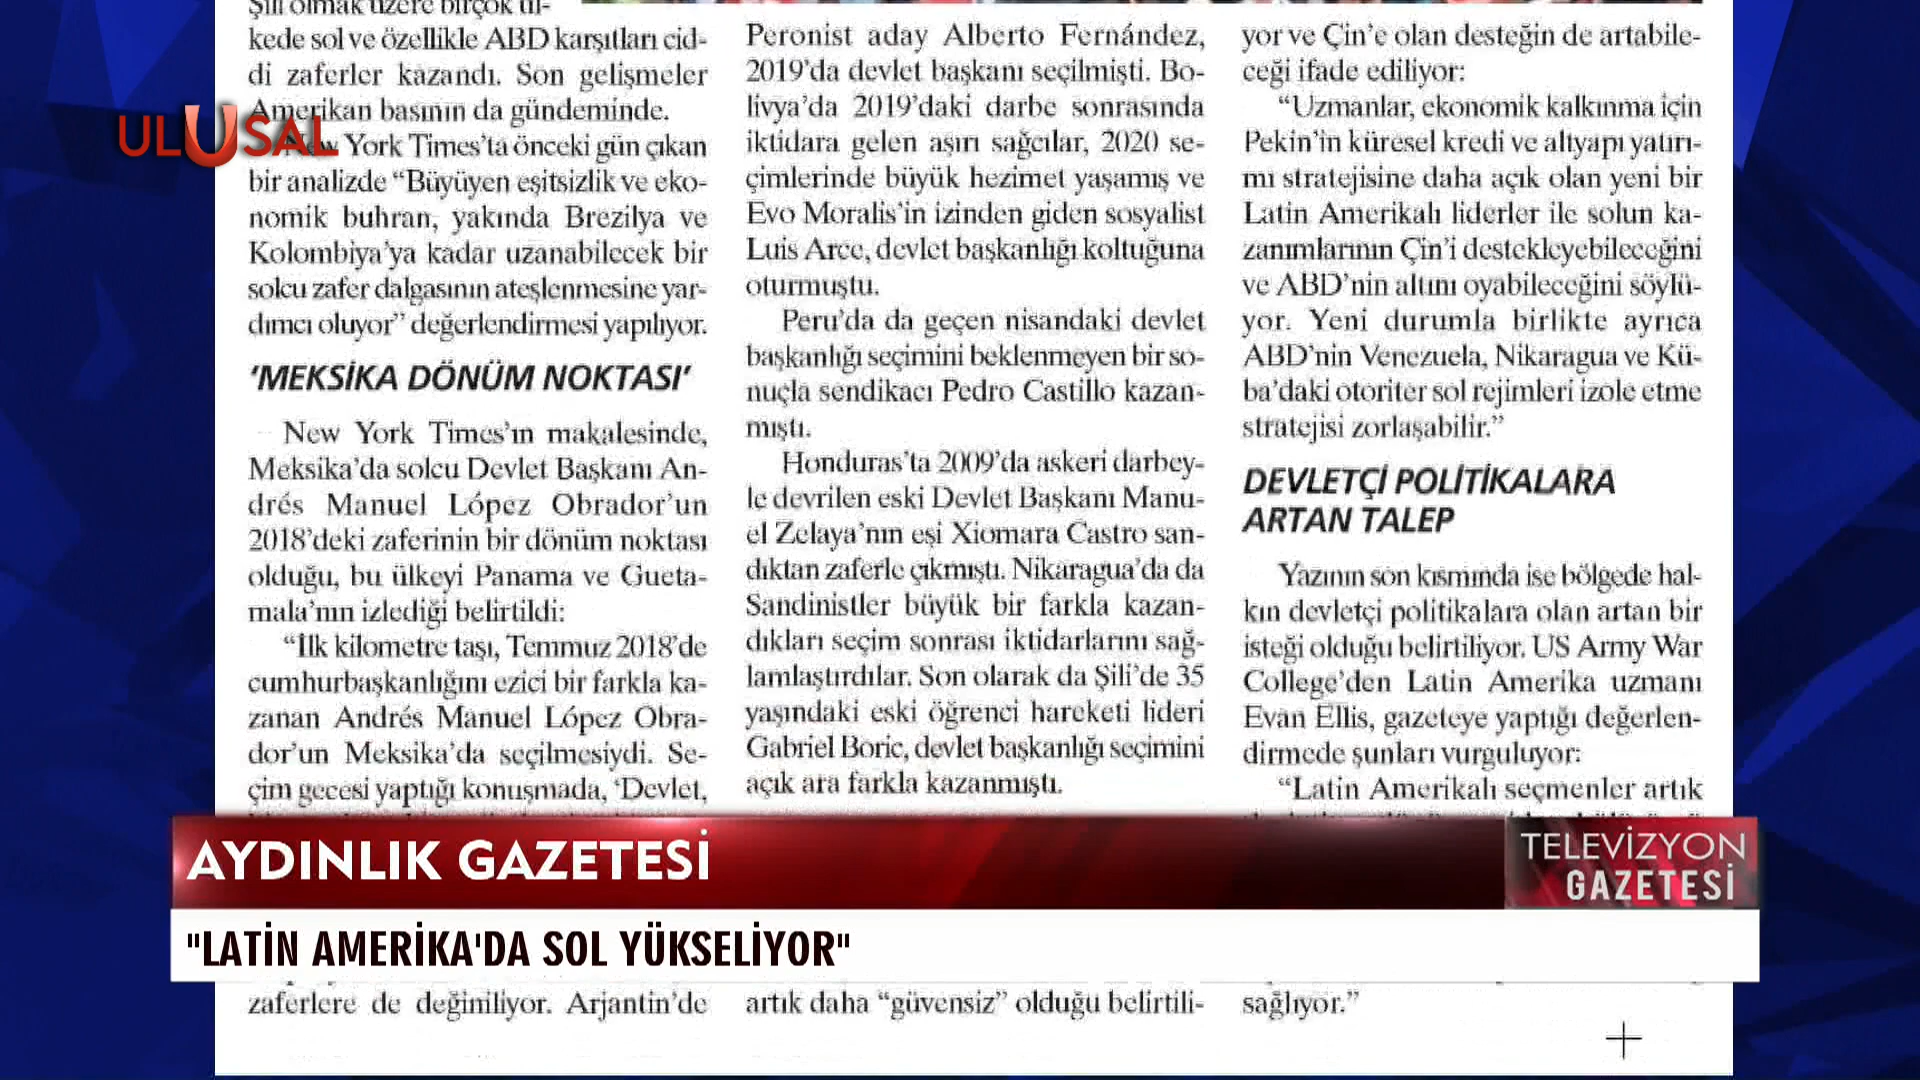 Şili olmak üzere birçok ül-
kede sol ve özellikle ABD karşıtları cid-
di zaferler kazandı. Son gelişmeler
Amerikan basının da gündeminde.
ULUSAL
New York Times’ta önceki gün çıkan
bir analizde “Büyüyen eşitsizlik ve eko-
nomik buhran, yakında Brezilya ve
Kolombiya’ya kadar uzanabilecek bir
solcu zafer dalgasının ateşlenmesine yar-
dımcı oluyor” değerlendirmesi yapılıyor.
‘MEKSİKA DÖNÜM NOKTASI’
New York Times’ın makalesinde,
Meksika’da solcu Devlet Başkanı An-
drés Manuel López Obrador’un
2018’deki zaferinin bir dönüm noktası
olduğu, bu ülkeyi Panama ve Gueta-
mala’nın izlediği belirtildi:
“İlk kilometre taşı, Temmuz 2018’de
cumhurbaşkanlığını ezici bir farkla ka-
zanan Andrés Manuel López Obra-
dor’un Meksika’da seçilmesiydi. Se-
çim gecesi yaptığı konuşmada, ‘Devlet,
zaferlere de değiniliyor. Arjantin’de
Peronist aday Alberto Fernández,
2019’da devlet başkanı seçilmişti. Bo-
livya’da 2019’daki darbe sonrasında
iktidara gelen aşırı sağcılar, 2020 se-
çimlerinde büyük hezimet yaşamış ve
Evo Moralis’in izinden giden sosyalist
Luis Arce, devlet başkanlığı koltuğuna
oturmuştu.
Peru’da da geçen nisandaki devlet
başkanlığı seçimini beklenmeyen bir so-
nuçla sendikacı Pedro Castillo kazan-
mıştı.
Honduras’ta 2009’da askeri darbey-
le devrilen eski Devlet Başkanı Manu-
el Zelaya’nın eşi Xiomara Castro san-
dıktan zaferle çıkmıştı. Nikaragua’da da
Sandinistler büyük bir farkla kazan-
dıkları seçim sonrası iktidarlarını sağ-
lamlaştırdılar. Son olarak da Şili’de 35
yaşındaki eski öğrenci hareketi lideri
Gabriel Boric, devlet başkanlığı seçimini
açık ara farkla kazanmıştı.
artık daha “güvensiz” olduğu belirtili-
yor ve Çin’e olan desteğin de artabile-
ceği ifade ediliyor:
“Uzmanlar, ekonomik kalkınma için
Pekin’in küresel kredi ve altyapı yatırı-
mı stratejisine daha açık olan yeni bir
Latin Amerikalı liderler ile solun ka-
zanımlarının Çin’i destekleyebileceğini
ve ABD’nin altını oyabileceğini söylü-
yor. Yeni durumla birlikte ayrıca
ABD’nin Venezuela, Nikaragua ve Kü-
ba’daki otoriter sol rejimleri izole etme
stratejisi zorlaşabilir.”
DEVLETÇİ POLİTİKALARA
ARTAN TALEP
Yazının son kısmında ise bölgede hal-
kın devletçi politikalara olan artan bir
isteği olduğu belirtiliyor. US Army War
College’den Latin Amerika uzmanı
Evan Ellis, gazeteye yaptığı değerlen-
dirmede şunları vurguluyor:
“Latin Amerikalı seçmenler artık
sağlıyor.”
AYDINLIK GAZETESİ
TELEVİZYON
GAZETESİ
"LATİN AMERİKA'DA SOL YÜKSELİYOR"